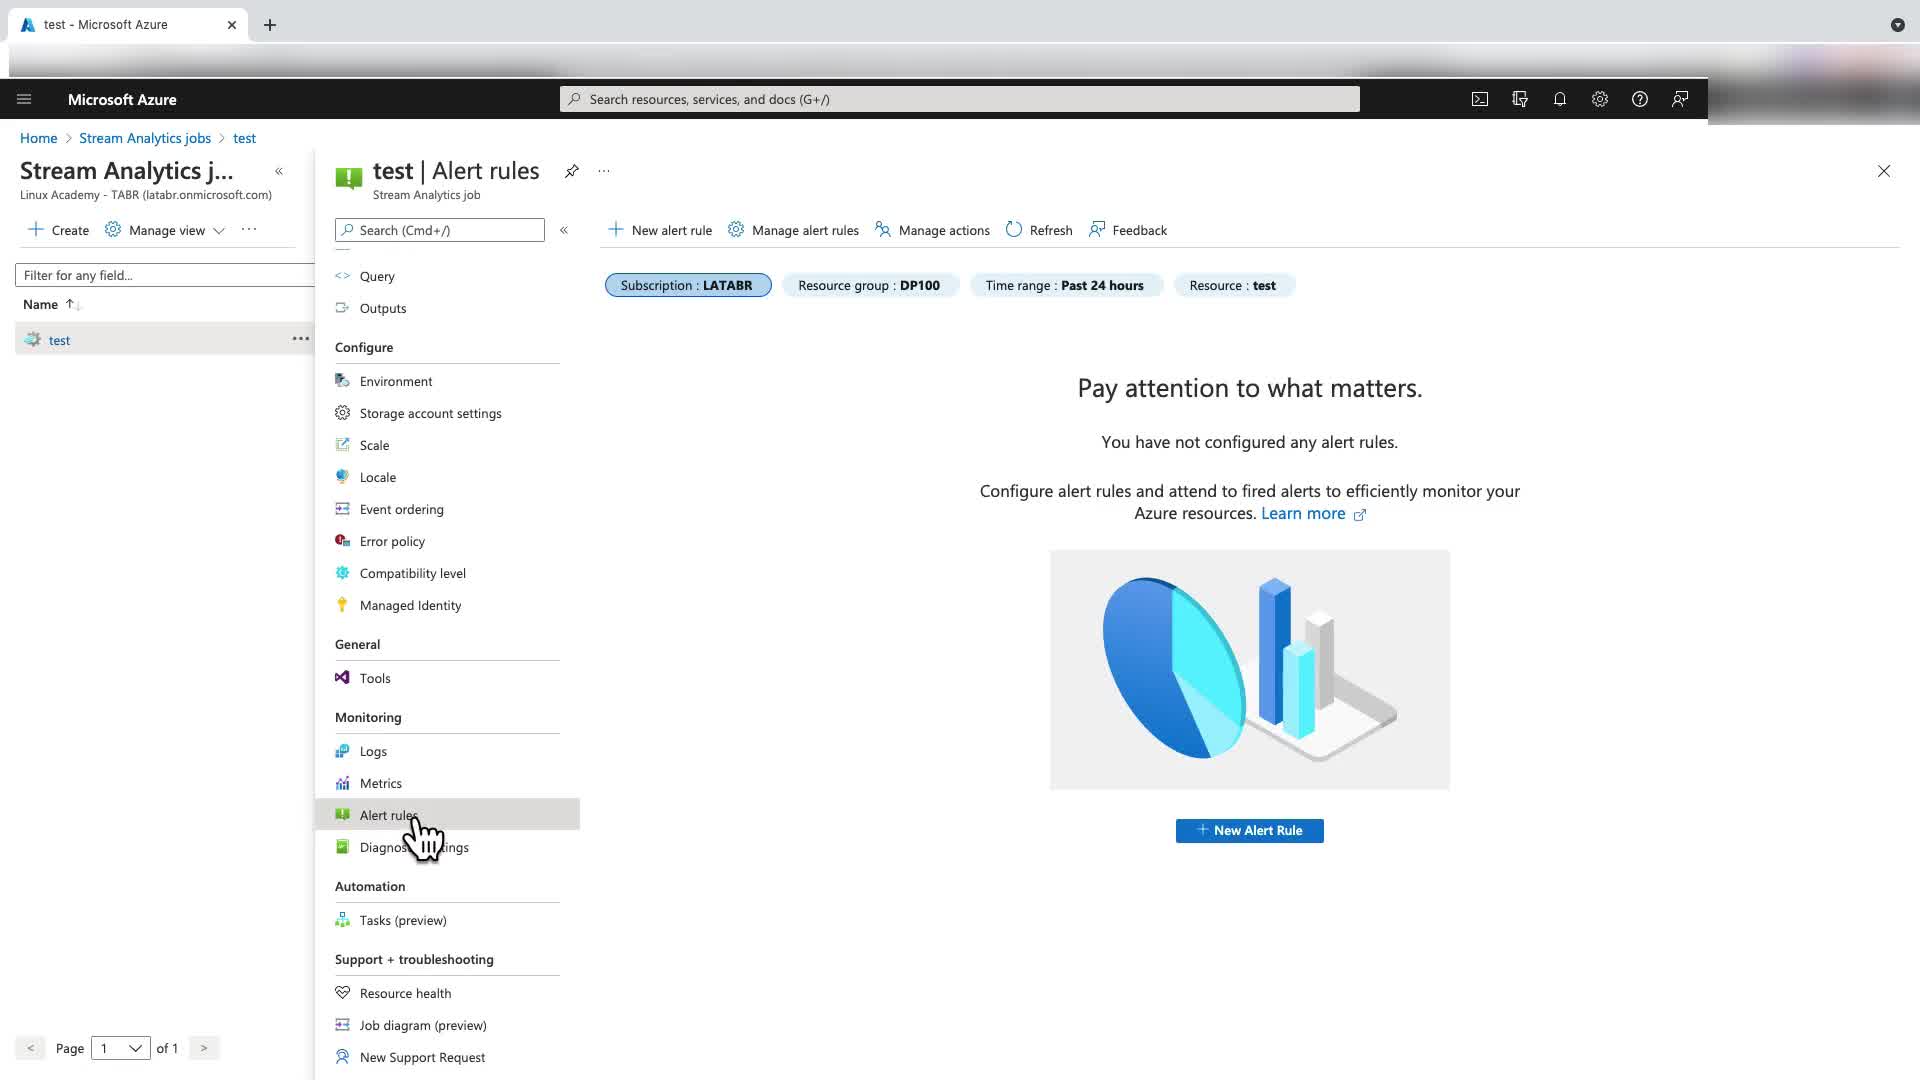 test - Microsoft Azure
Microsoft Azure
Search resources, services, and docs (G+/)
Home > Stream Analytics jobs > test
Stream Analytics j...
Linux Academy - TABR (latabr.onmicrosoft.com)
Create
Manage view
Filter for any field...
Name
test
Page 1 of 1
test | Alert rules
Stream Analytics job
Search (Cmd+/)
Query
Outputs
Configure
Environment
Storage account settings
Scale
Locale
Event ordering
Error policy
Compatibility level
Managed Identity
General
Tools
Monitoring
Logs
Metrics
Alert rules
Automation
Tasks (preview)
Support + troubleshooting
Resource health
Job diagram (preview)
New Support Request
New alert rule
Manage alert rules
Manage actions
Refresh
Feedback
Subscription : LATABR
Resource group : DP100
Time range : Past 24 hours
Resource : test
Pay attention to what matters.
You have not configured any alert rules.
Configure alert rules and attend to fired alerts to efficiently monitor your
Azure resources. Learn more
New Alert Rule